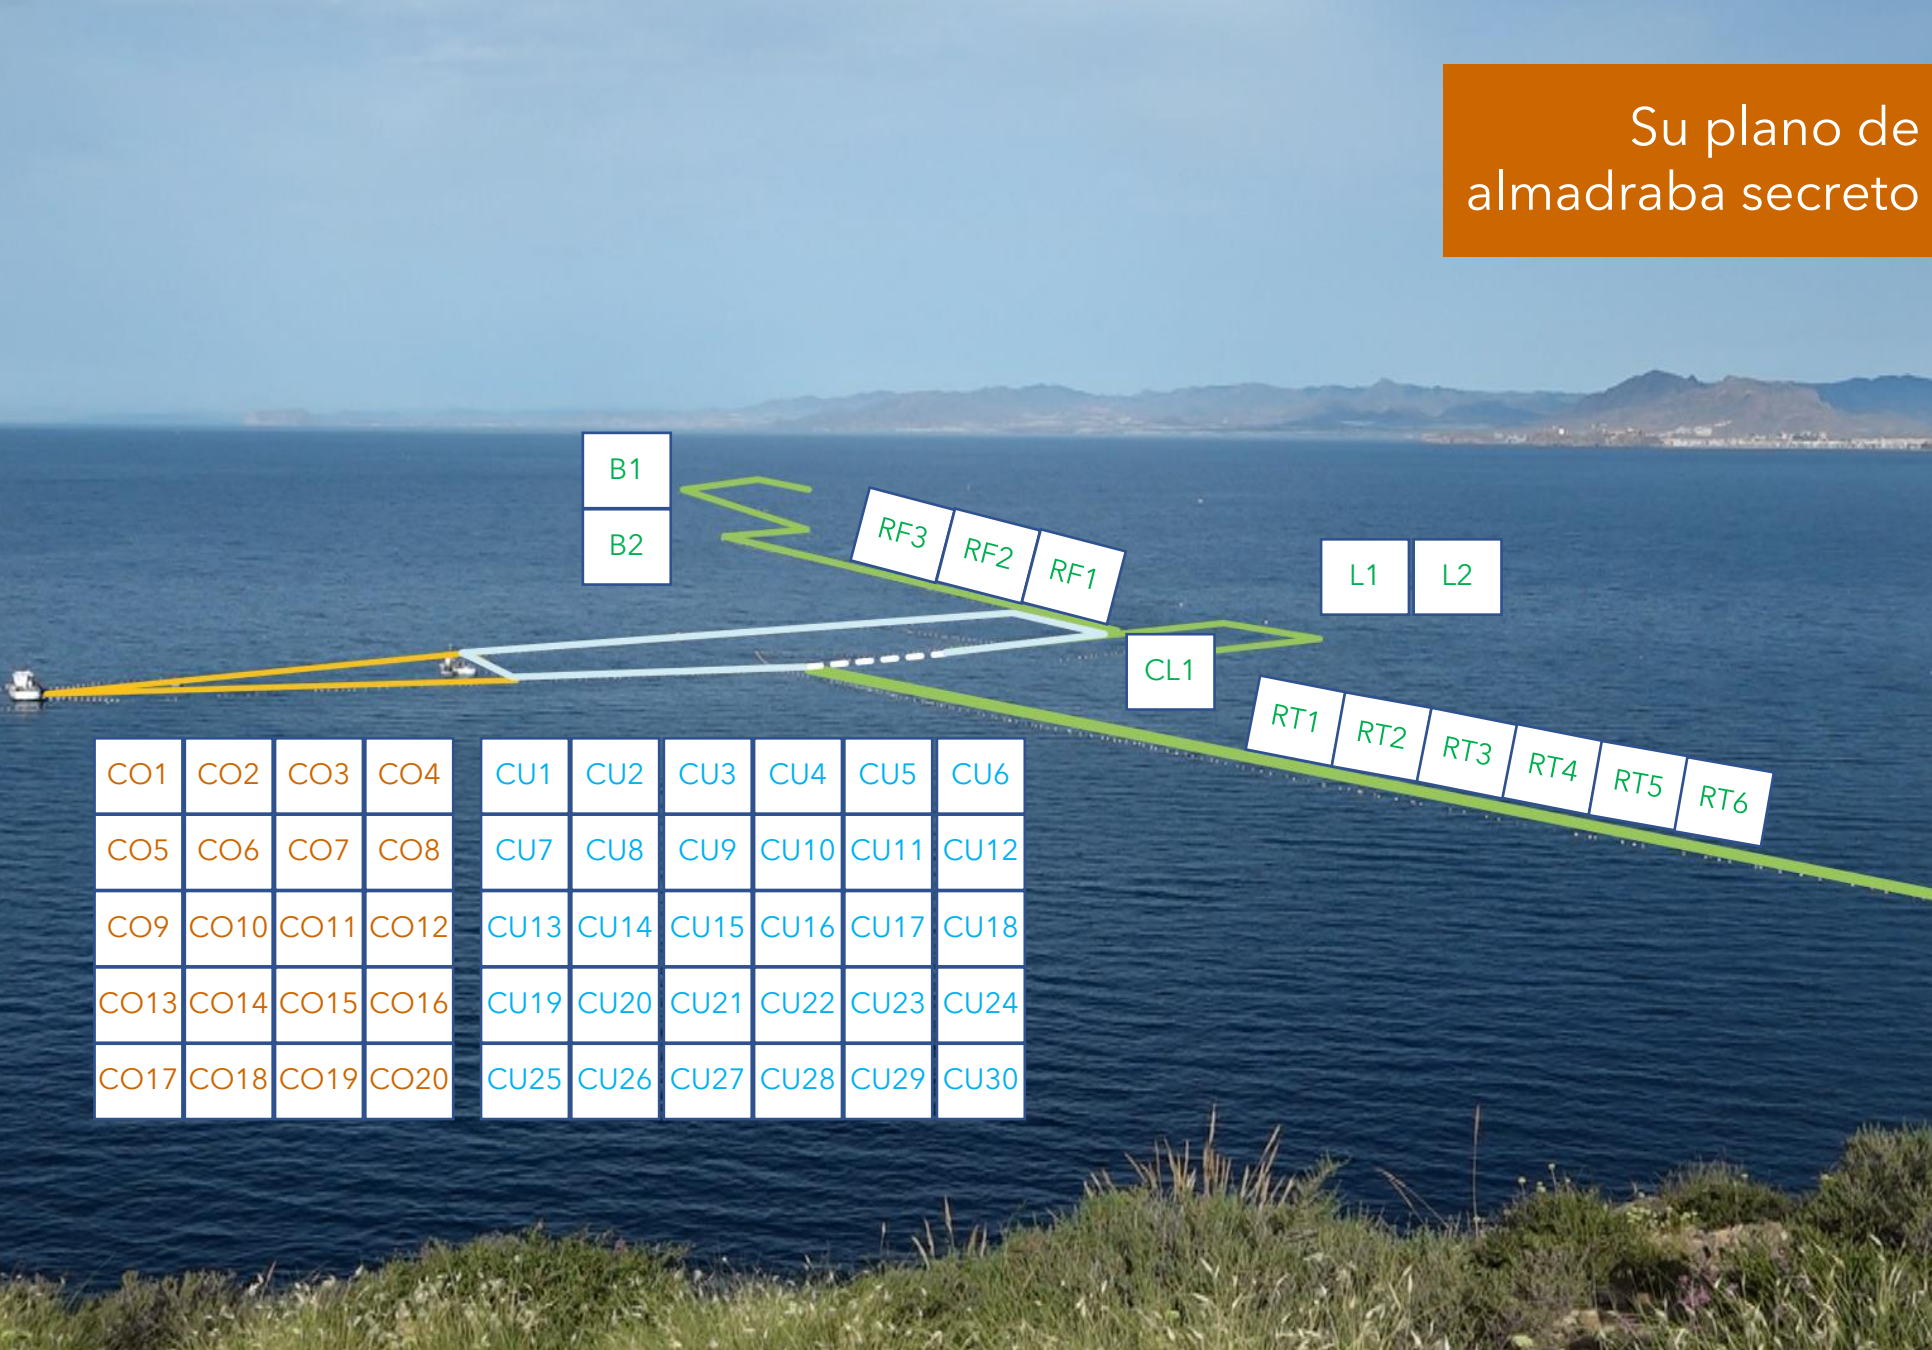 Su plano de
almadraba secreto
B1
B2
RF3 RF2 RF1
L1 L2
CL1
RT1 RT2 RT3 RT4 RT5 RT6
CO1 CO2 CO3 CO4
CO5 CO6 CO7 CO8
CO9 CO10 CO11 CO12
CO13 CO14 CO15 CO16
CO17 CO18 CO19 CO20
CU1 CU2 CU3 CU4 CU5 CU6
CU7 CU8 CU9 CU10 CU11 CU12
CU13 CU14 CU15 CU16 CU17 CU18
CU19 CU20 CU21 CU22 CU23 CU24
CU25 CU26 CU27 CU28 CU29 CU30